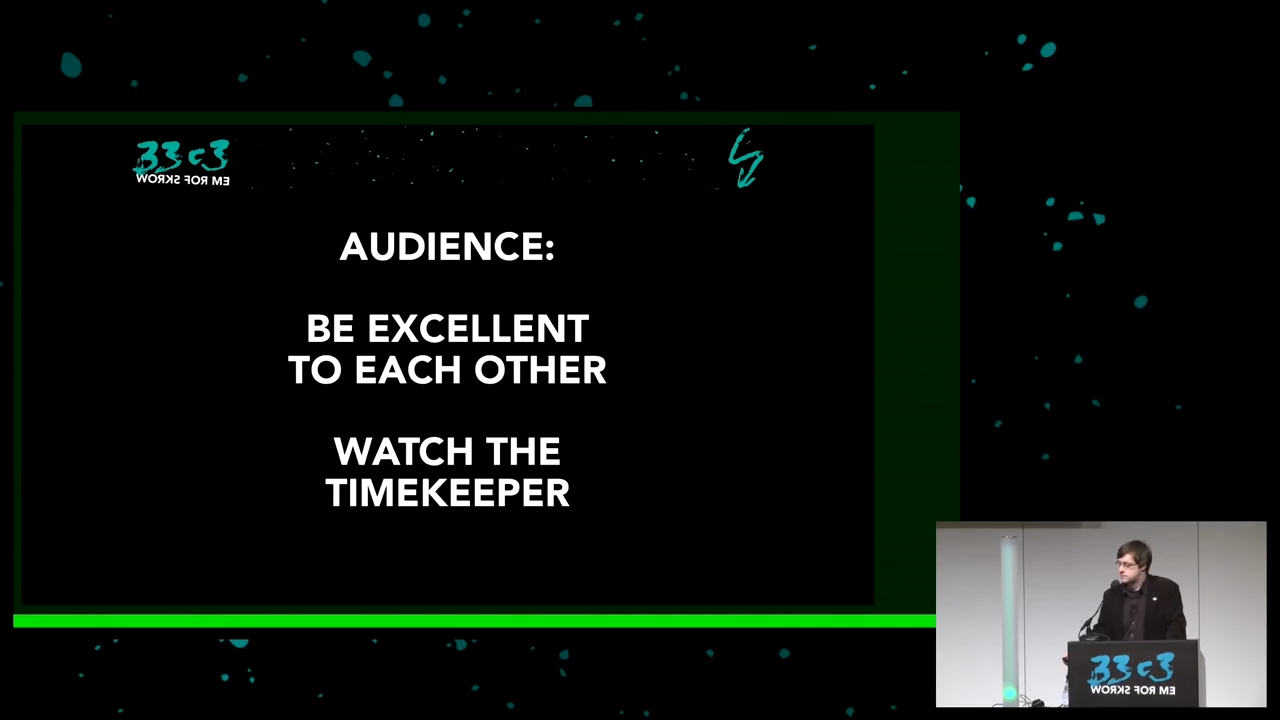 33C3
WORKS FOR ME
AUDIENCE:
BE EXCELLENT
TO EACH OTHER
WATCH THE
TIMEKEEPER
33C3
WORKS FOR ME